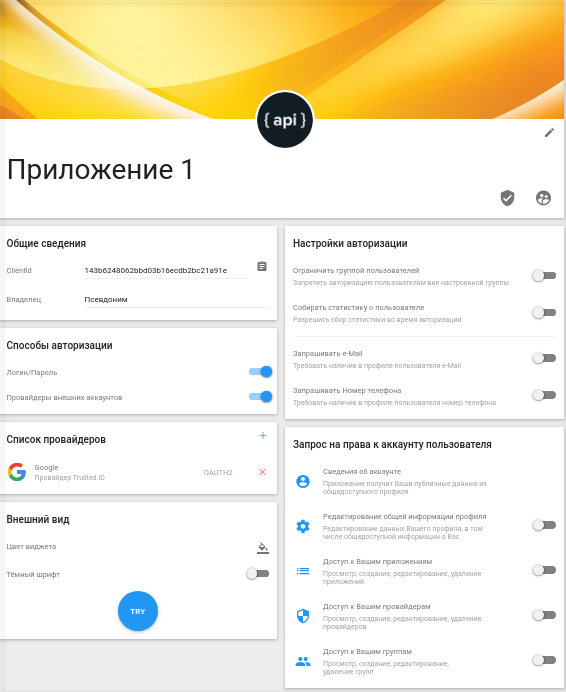 { api }
Приложение 1
Общие сведения
ClientId 143b6248062bbd03b16ecdb2bc21a91e
Владелец Псевдоним
Способы авторизации
Логин/Пароль
Провайдеры внешних аккаунтов
Список провайдеров
+
Google
Провайдер Trusted.ID
OAUTH2
Внешний вид
Цвет виджета
Тёмный шрифт
TRY
Настройки авторизации
Ограничить группой пользователей
Запретить авторизацию пользователям вне настроенной группы
Собирать статистику о пользователе
Разрешить сбор статистики во время авторизации
Запрашивать e-Mail
Требовать наличие в профиле пользователя e-Mail
Запрашивать Номер телефона
Требовать наличие в профиле пользователя номер телефона
Запрос на права к аккаунту пользователя
Сведения об аккаунте
Приложение получит Ваши публичные данные из
общедоступного профиля
Редактирование общей информации профиля
Редактирование данных Вашего профиля, в том
числе общедоступной информации о Вас
Доступ к Вашим приложениям
Просмотр, создание, редактирование, удаление
приложений
Доступ к Вашим провайдерам
Просмотр, создание, редактирование, удаление
провайдеров
Доступ к Вашим группам
Просмотр, создание, редактирование,
удаление групп